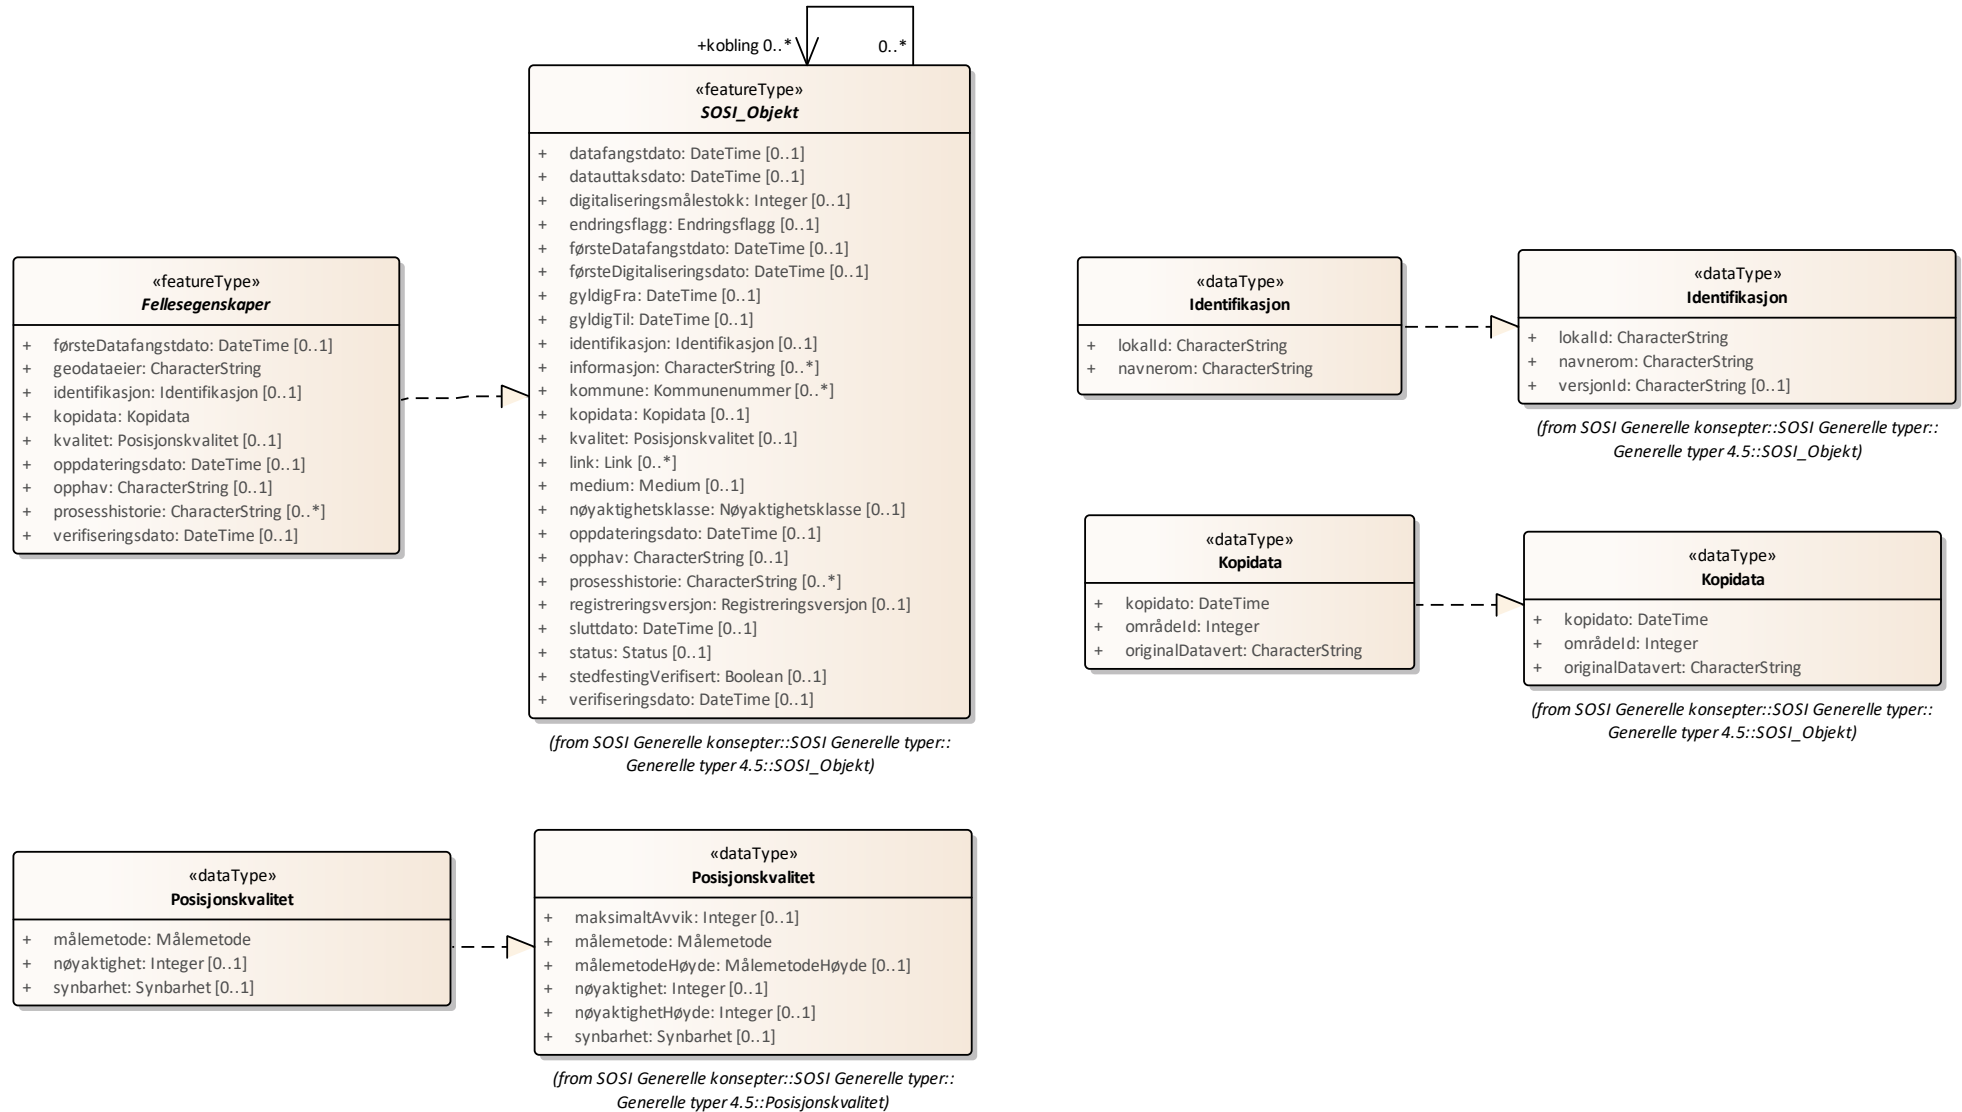 +kobling 0..*
0..*
«featureType»
SOSI_Objekt
+ datafangstdato: DateTime [0..1]
+ datauttaksdato: DateTime [0..1]
+ digitaliseringsmålestokk: Integer [0..1]
+ endringsflagg: Endringsflagg [0..1]
+ førsteDatafangstdato: DateTime [0..1]
+ førsteDigitaliseringsdato: DateTime [0..1]
+ gyldigFra: DateTime [0..1]
+ gyldigTil: DateTime [0..1]
+ identifikasjon: Identifikasjon [0..1]
+ informasjon: CharacterString [0..*]
+ kommune: Kommunenummer [0..*]
+ kopidata: Kopidata [0..1]
+ kvalitet: Posisjonskvalitet [0..1]
+ link: Link [0..*]
+ medium: Medium [0..1]
+ nøyaktighetsklasse: Nøyaktighetsklasse [0..1]
+ oppdateringsdato: DateTime [0..1]
+ opphav: CharacterString [0..1]
+ prosesshistorie: CharacterString [0..*]
+ registreringsversjon: Registreringsversjon [0..1]
+ sluttdato: DateTime [0..1]
+ status: Status [0..1]
+ stedfestingVerifisert: Boolean [0..1]
+ verifiseringsdato: DateTime [0..1]
(from SOSI Generelle konsepter::SOSI Generelle typer::
Generelle typer 4.5::SOSI_Objekt)
«featureType»
Fellesegenskaper
+ førsteDatafangstdato: DateTime [0..1]
+ geodataeier: CharacterString
+ identifikasjon: Identifikasjon [0..1]
+ kopidata: Kopidata
+ kvalitet: Posisjonskvalitet [0..1]
+ oppdateringsdato: DateTime [0..1]
+ opphav: CharacterString [0..1]
+ prosesshistorie: CharacterString [0..*]
+ verifiseringsdato: DateTime [0..1]
«dataType»
Identifikasjon
+ lokalId: CharacterString
+ navnerom: CharacterString
«dataType»
Identifikasjon
+ lokalId: CharacterString
+ navnerom: CharacterString
+ versjonId: CharacterString [0..1]
(from SOSI Generelle konsepter::SOSI Generelle typer::
Generelle typer 4.5::SOSI_Objekt)
«dataType»
Kopidata
+ kopidato: DateTime
+ områdeId: Integer
+ originalDatavert: CharacterString
«dataType»
Kopidata
+ kopidato: DateTime
+ områdeId: Integer
+ originalDatavert: CharacterString
(from SOSI Generelle konsepter::SOSI Generelle typer::
Generelle typer 4.5::SOSI_Objekt)
«dataType»
Posisjonskvalitet
+ målemetode: Målemetode
+ nøyaktighet: Integer [0..1]
+ synbarhet: Synbarhet [0..1]
«dataType»
Posisjonskvalitet
+ maksimaltAvvik: Integer [0..1]
+ målemetode: Målemetode
+ målemetodeHøyde: MålemetodeHøyde [0..1]
+ nøyaktighet: Integer [0..1]
+ nøyaktighetHøyde: Integer [0..1]
+ synbarhet: Synbarhet [0..1]
(from SOSI Generelle konsepter::SOSI Generelle typer::
Generelle typer 4.5::Posisjonskvalitet)